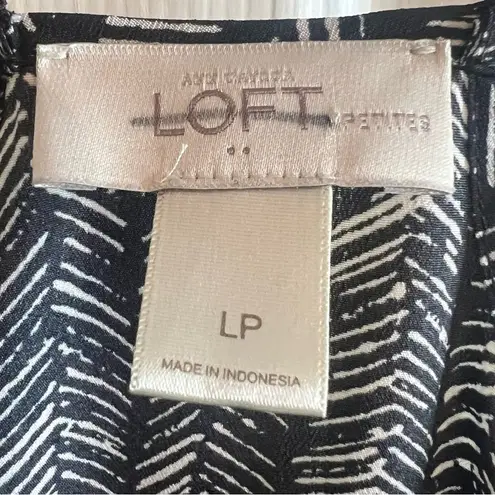 ANN TAYLOR
LOFT
PETITES
LP
MADE IN INDONESIA